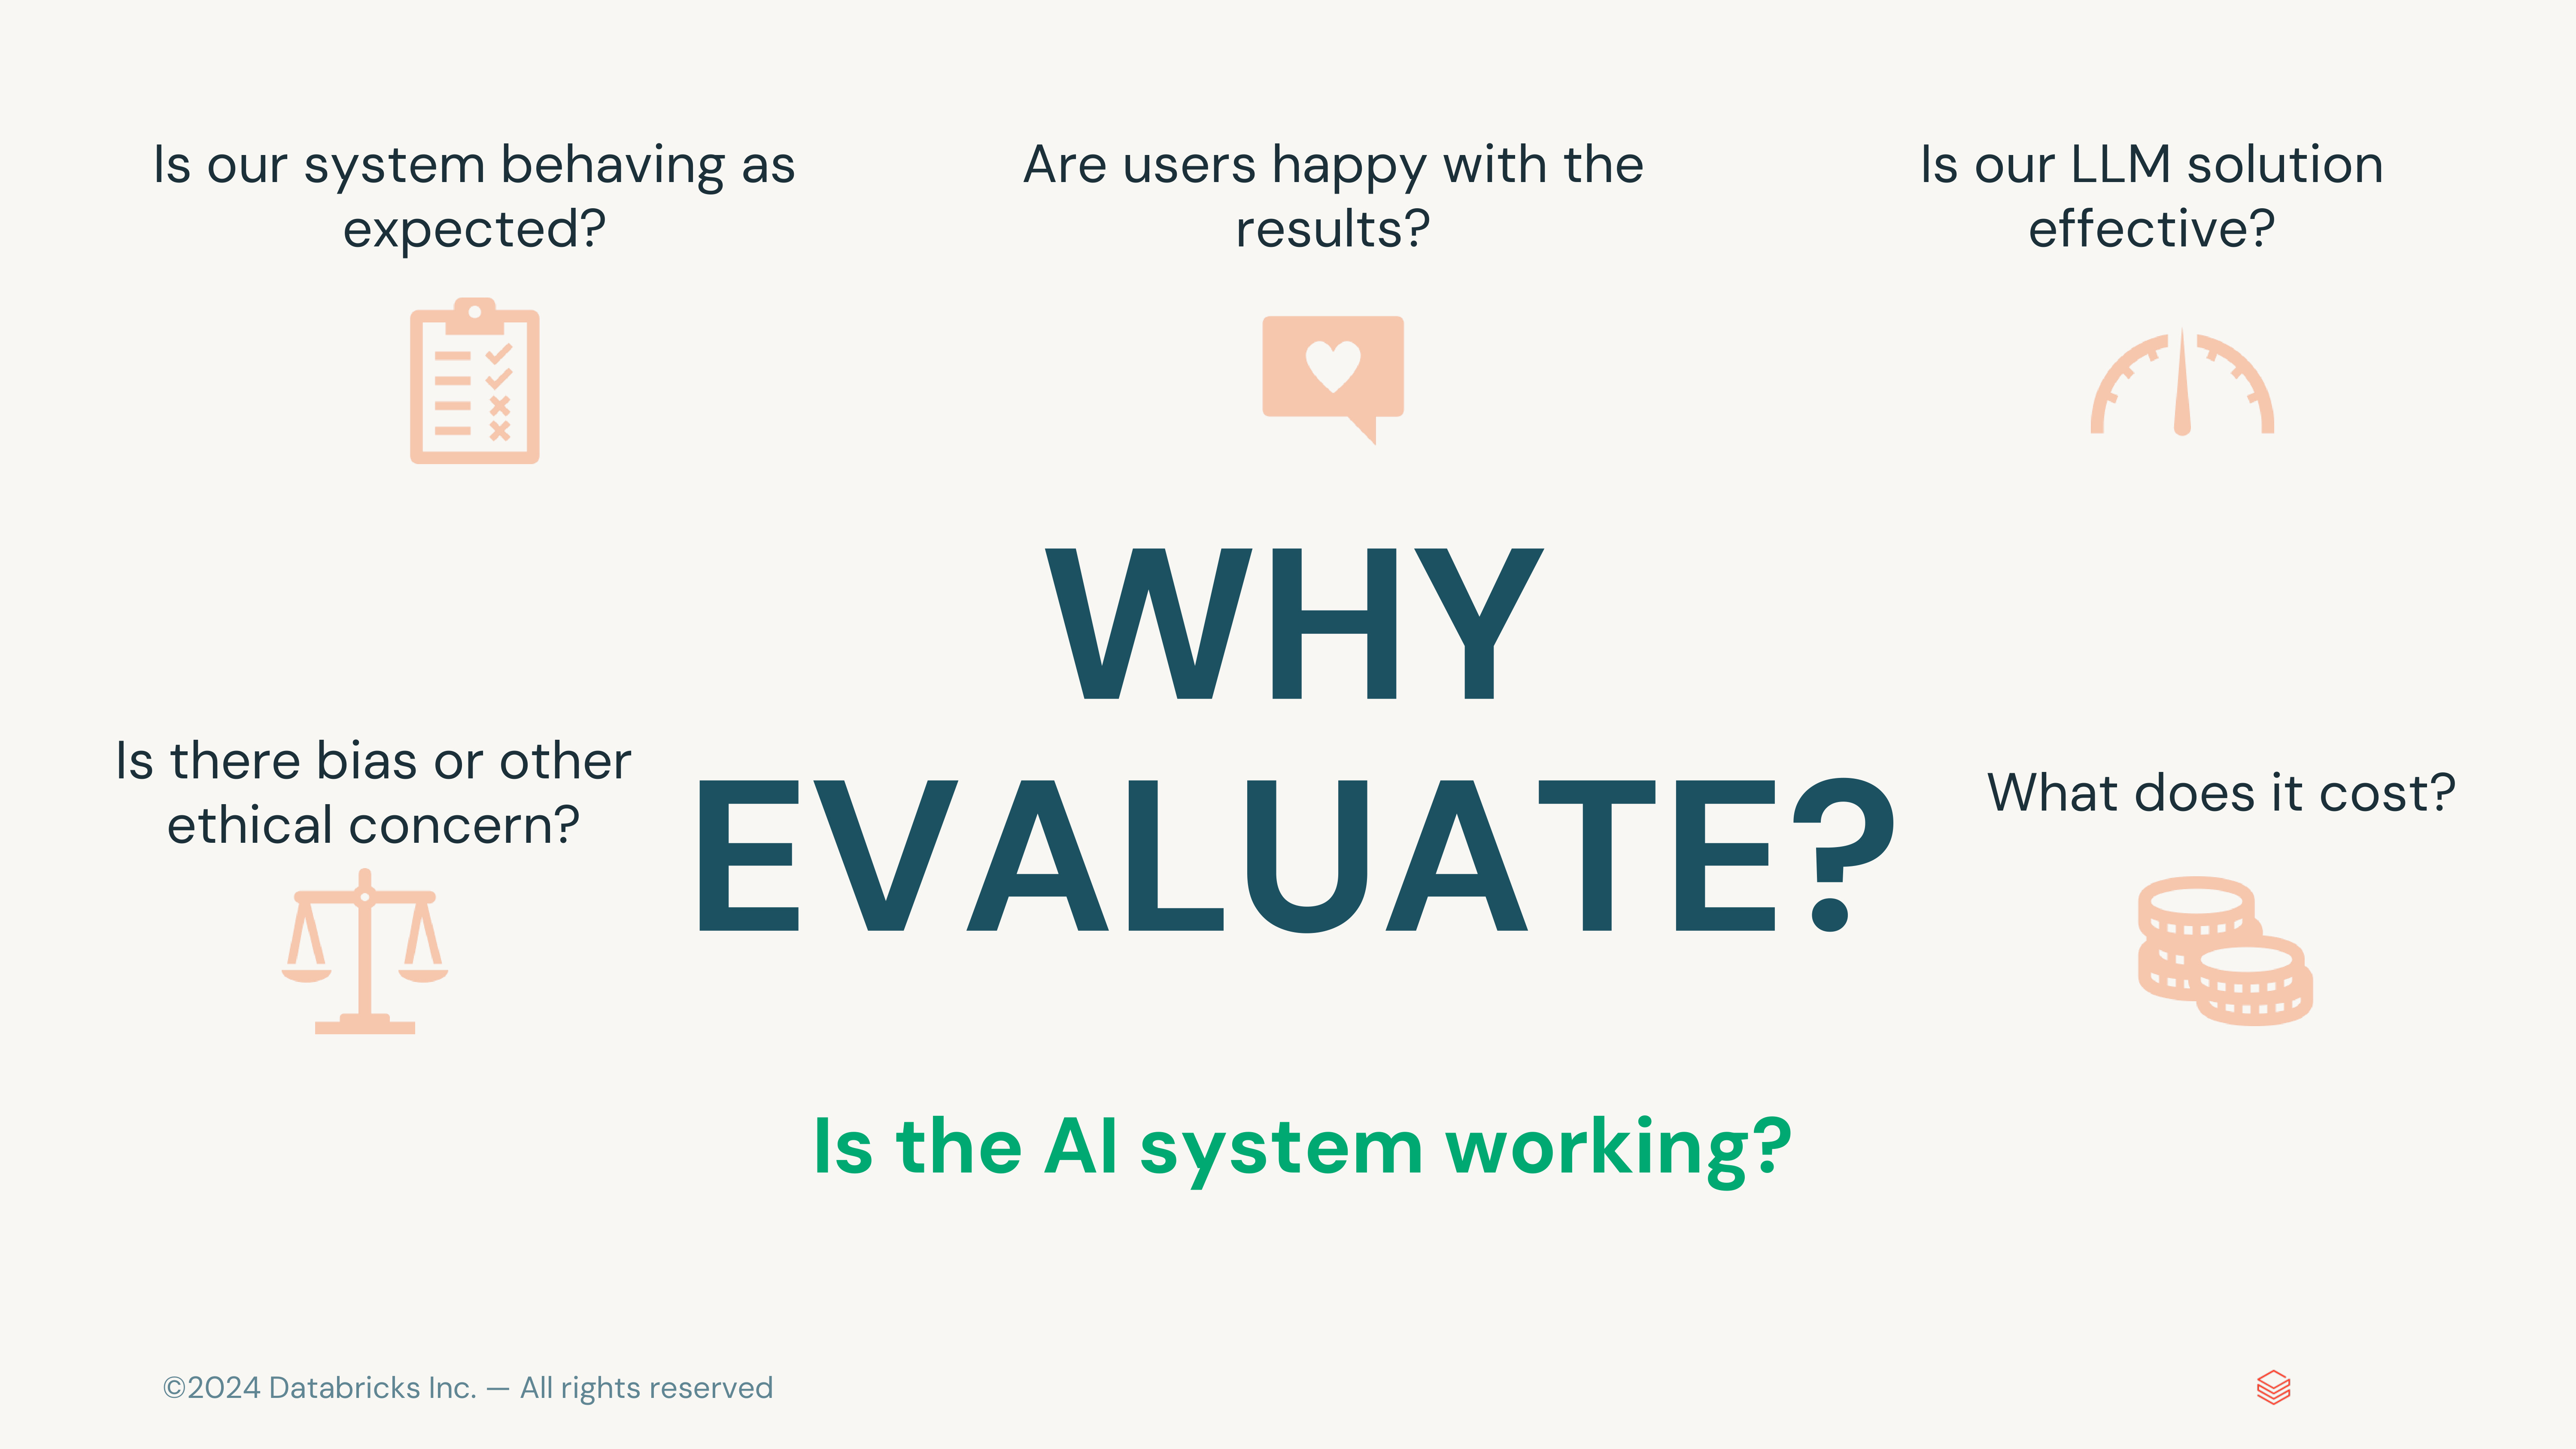 Is our system behaving as
expected?
Are users happy with the
results?
Is our LLM solution
effective?
WHY
EVALUATE?
Is there bias or other
ethical concern?
What does it cost?
Is the AI system working?
©2024 Databricks Inc. — All rights reserved